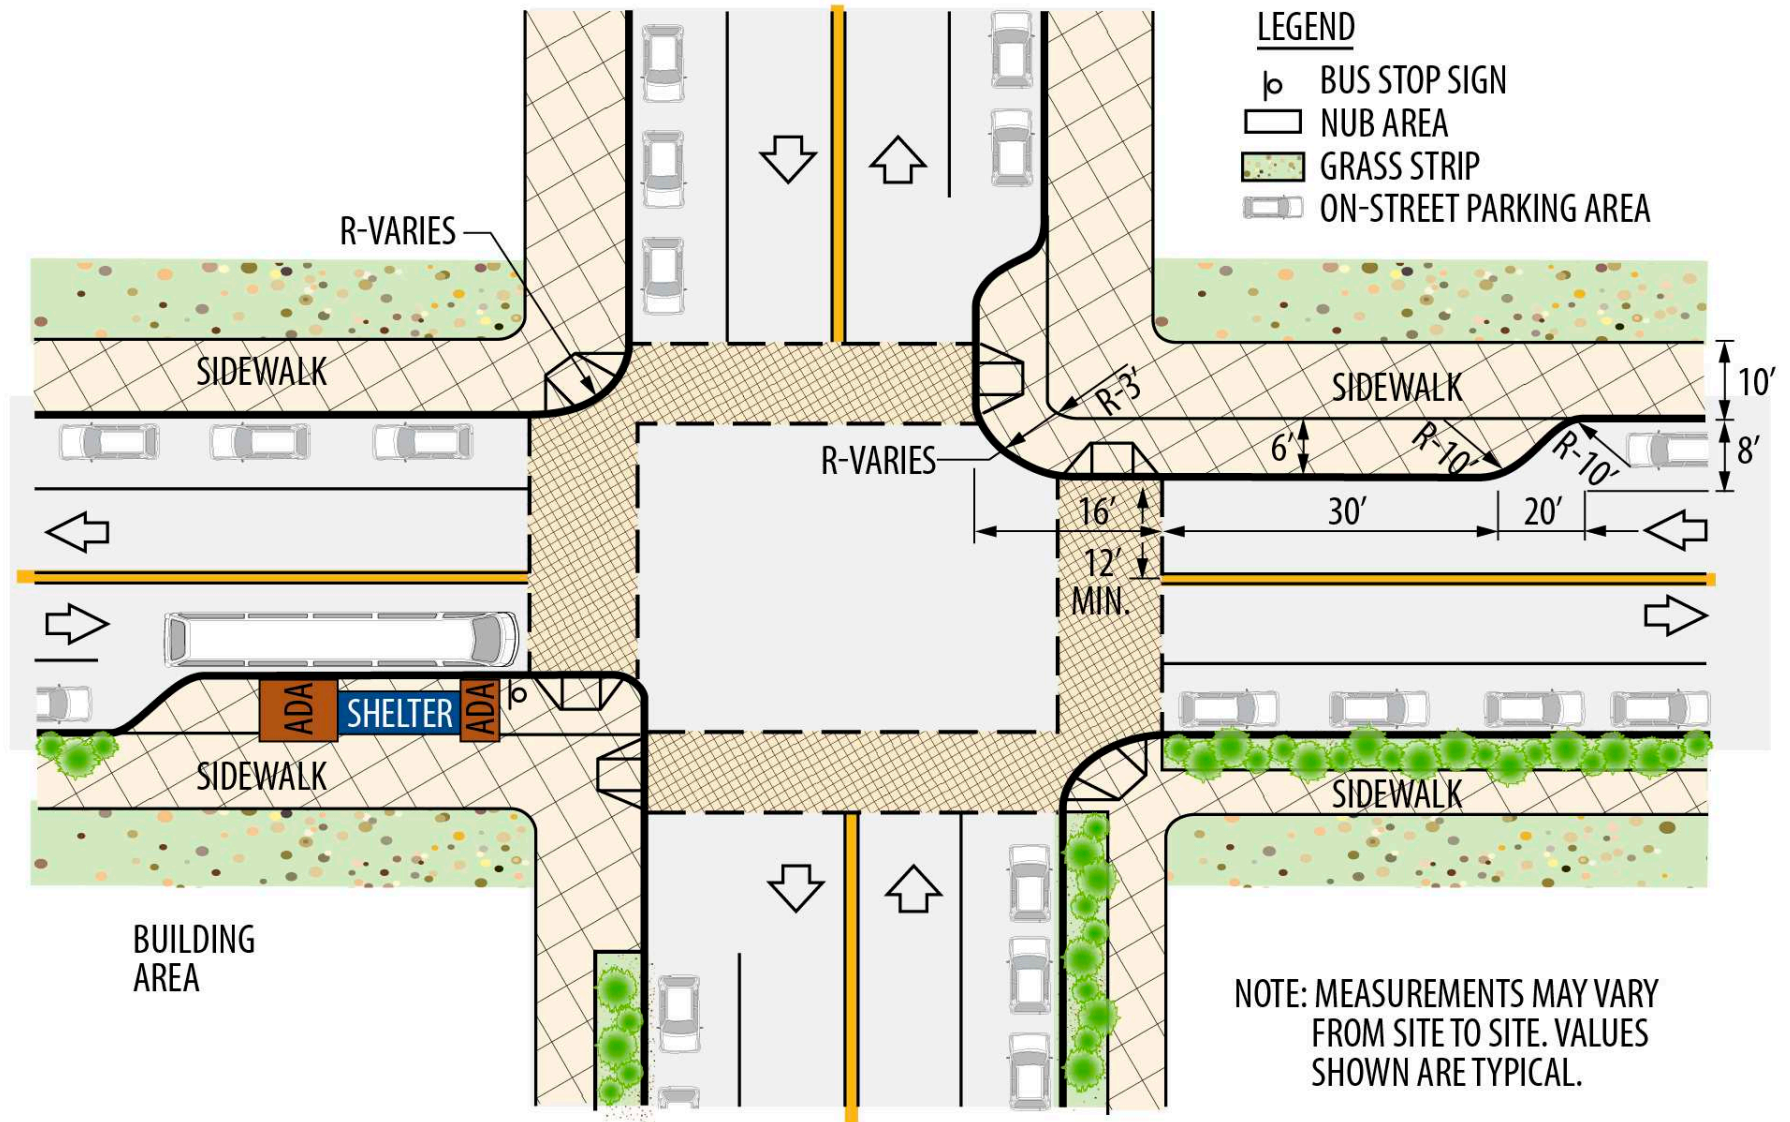 LEGEND
BUS STOP SIGN
NUB AREA
GRASS STRIP
ON-STREET PARKING AREA
R-VARIES
SIDEWALK
R-3′
SIDEWALK
10′
R-VARIES
6′
R-10′
R-10′
8′
16′
30′
20′
12′
MIN.
ADA
SHELTER
ADA
SIDEWALK
SIDEWALK
BUILDING
AREA
NOTE: MEASUREMENTS MAY VARY
FROM SITE TO SITE. VALUES
SHOWN ARE TYPICAL.